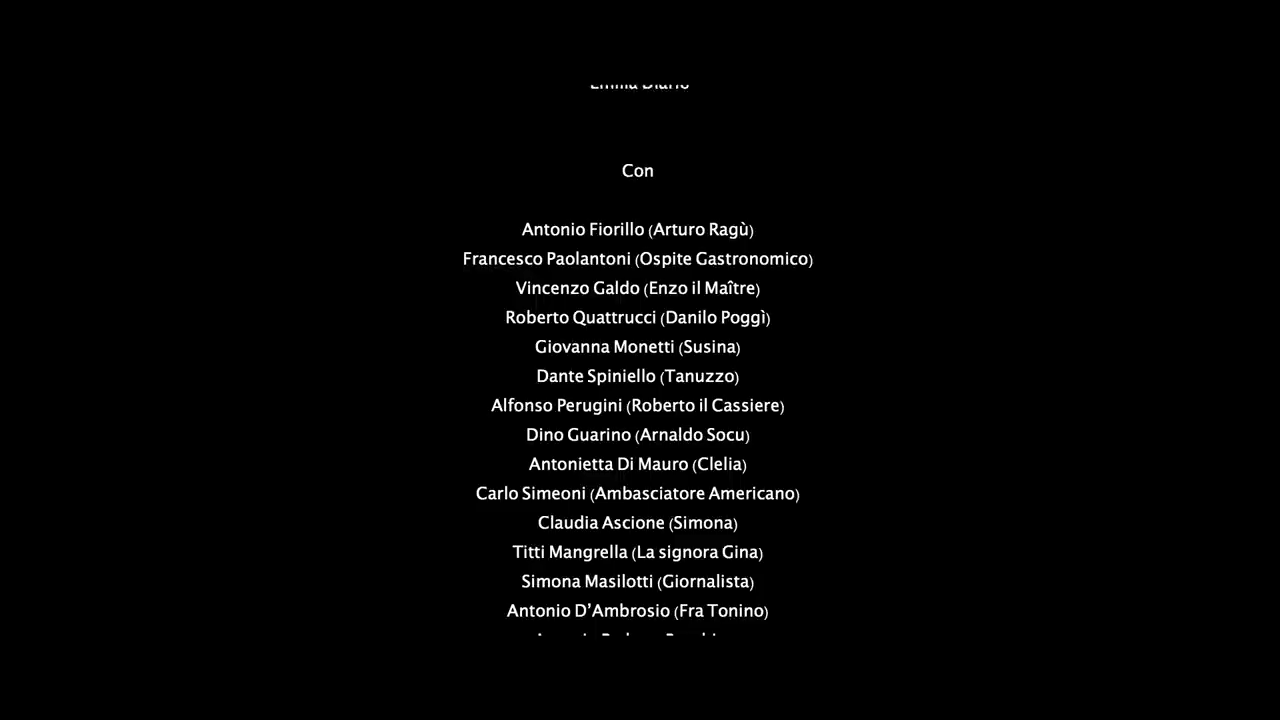 Con
Antonio Fiorillo (Arturo Ragù)
Francesco Paolantoni (Ospite Gastronomico)
Vincenzo Galdo (Enzo il Maître)
Roberto Quattrucci (Danilo Poggì)
Giovanna Monetti (Susina)
Dante Spiniello (Tanuzzo)
Alfonso Perugini (Roberto il Cassiere)
Dino Guarino (Arnaldo Socu)
Antonietta Di Mauro (Clelia)
Carlo Simeoni (Ambasciatore Americano)
Claudia Ascione (Simona)
Titti Mangrella (La signora Gina)
Simona Masilotti (Giornalista)
Antonio D’Ambrosio (Fra Tonino)